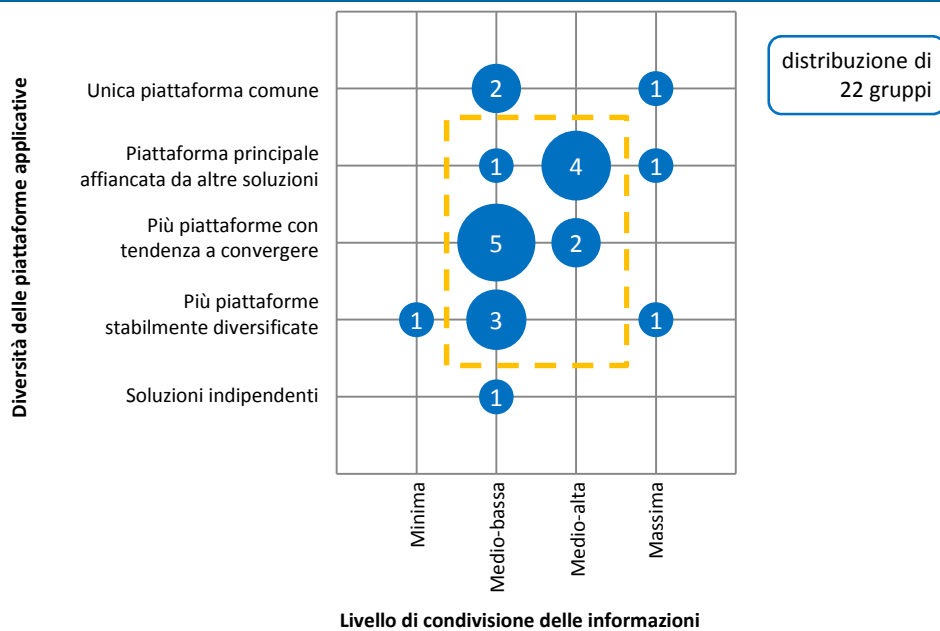 Diversità delle piattaforme applicative
distribuzione di
22 gruppi
Unica piattaforma comune
2
1
Piattaforma principale
affiancata da altre soluzioni
1
4
1
Più piattaforme con
tendenza a convergere
5
2
Più piattaforme
stabilmente diversificate
1
3
1
Soluzioni indipendenti
1
Minima
Medio-bassa
Medio-alta
Massima
Livello di condivisione delle informazioni